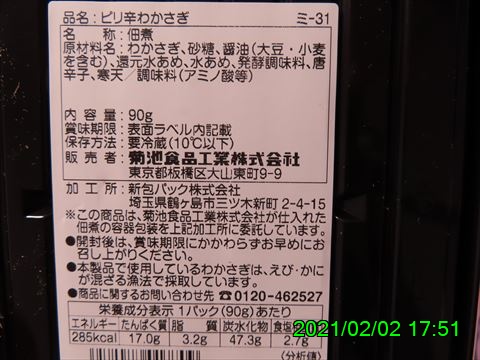 品名：ピリ辛わかさぎ ミ-31
名称：佃煮
原材料名：わかさぎ、砂糖、醤油（大豆・小麦
を含む）、還元水あめ、水あめ、発酵調味料、唐
辛子、寒天／調味料（アミノ酸等）
内容量：90g
賞味期限：表面ラベル内記載
保存方法：要冷蔵（10℃以下）
販売者：菊池食品工業株式会社
東京都板橋区大山東町9-9
加工所：新包パック株式会社
埼玉県鶴ヶ島市三ツ木新町2-4-15
※この商品は、菊池食品工業株式会社が仕入れた
佃煮の容器包装を上記加工所に委託しています。
●開封後は、賞味期限にかかわらずお早めにお
召し上がりください。
●本製品で使用しているわかさぎは、えび・かに
が混ざる漁法で採取しています。
●商品に関するお問い合わせ先 ☎0120-462527
栄養成分表示 1パック（90g）あたり
エネルギー たんぱく質 脂質 炭水化物 食塩相当量
285kcal 17.0g 3.2g 47.3g 2.7g
（分析値）
2021/02/02 17:51